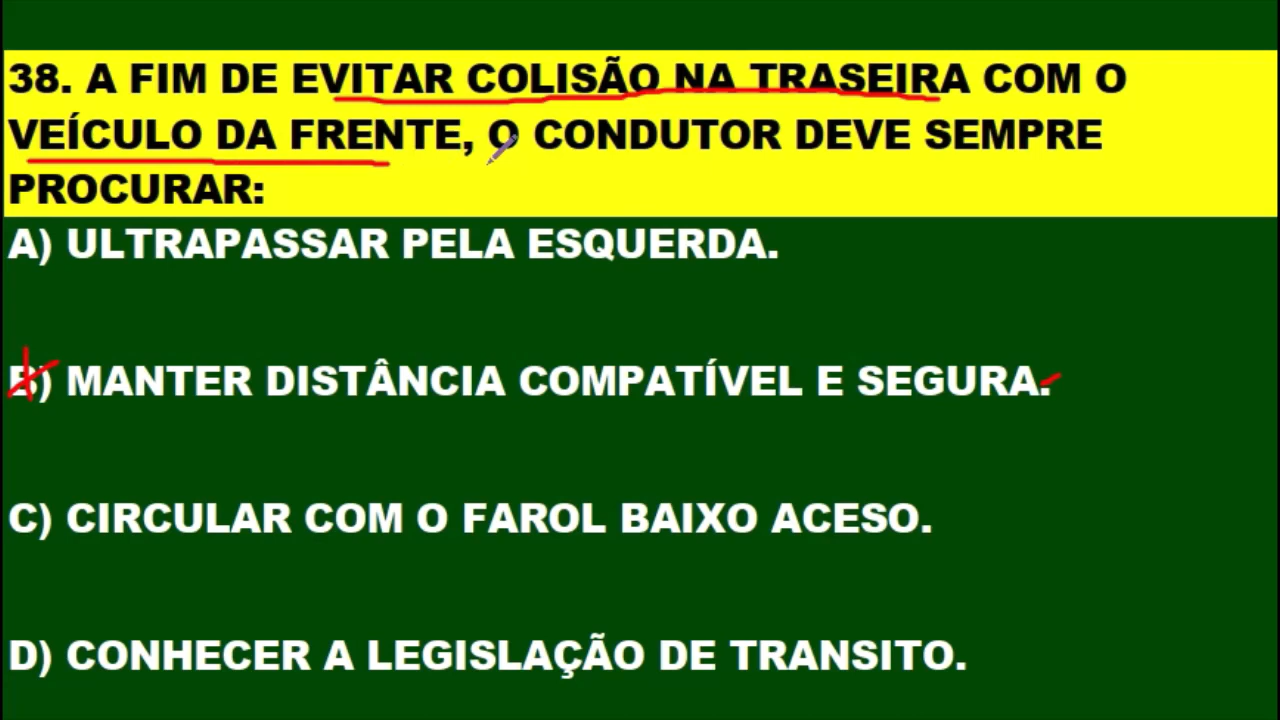 38. A FIM DE EVITAR COLISÃO NA TRASEIRA COM O
VEÍCULO DA FRENTE, O CONDUTOR DEVE SEMPRE
PROCURAR:
A) ULTRAPASSAR PELA ESQUERDA.
B) MANTER DISTÂNCIA COMPATÍVEL E SEGURA.
C) CIRCULAR COM O FAROL BAIXO ACESO.
D) CONHECER A LEGISLAÇÃO DE TRANSITO.